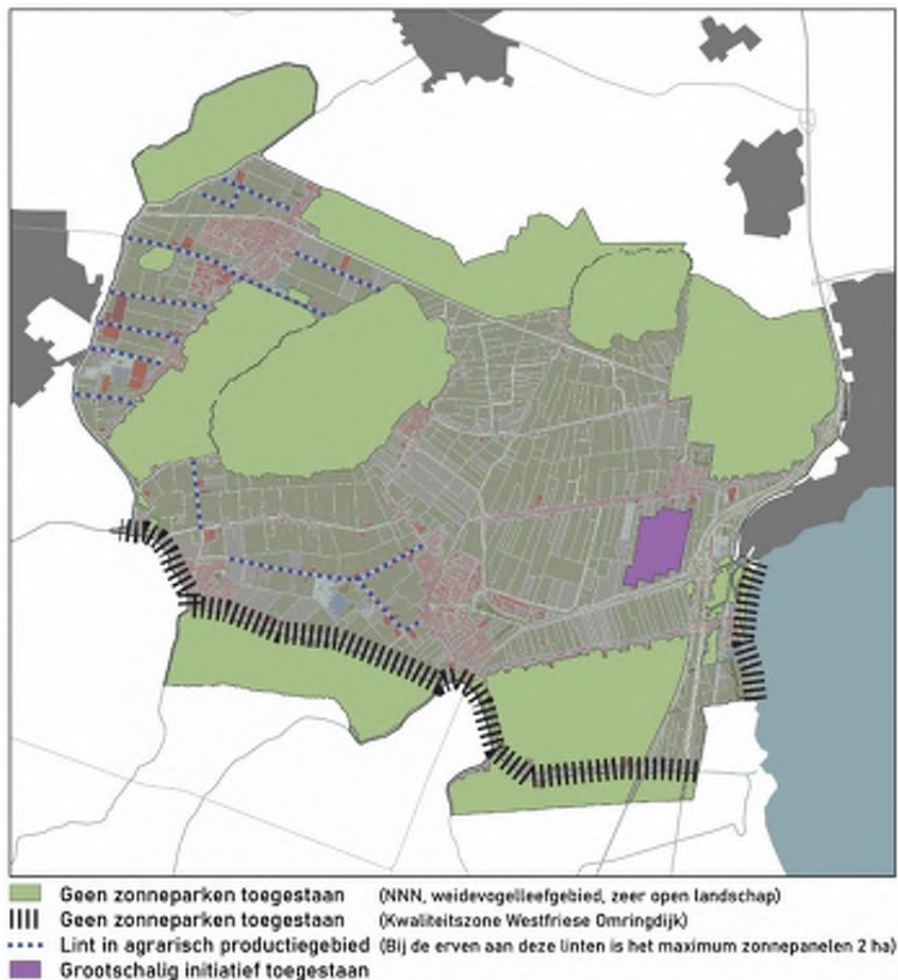 Geen zonneparken toegestaan (NNN, weidevogelleefgebied, zeer open landschap)
Geen zonneparken toegestaan (Kwaliteitszone Westfriese Omringdijk)
Lint in agrarisch productiegebied (Bij de erven aan deze linten is het maximum zonnepanelen 2 ha)
Grootschalig initiatief toegestaan